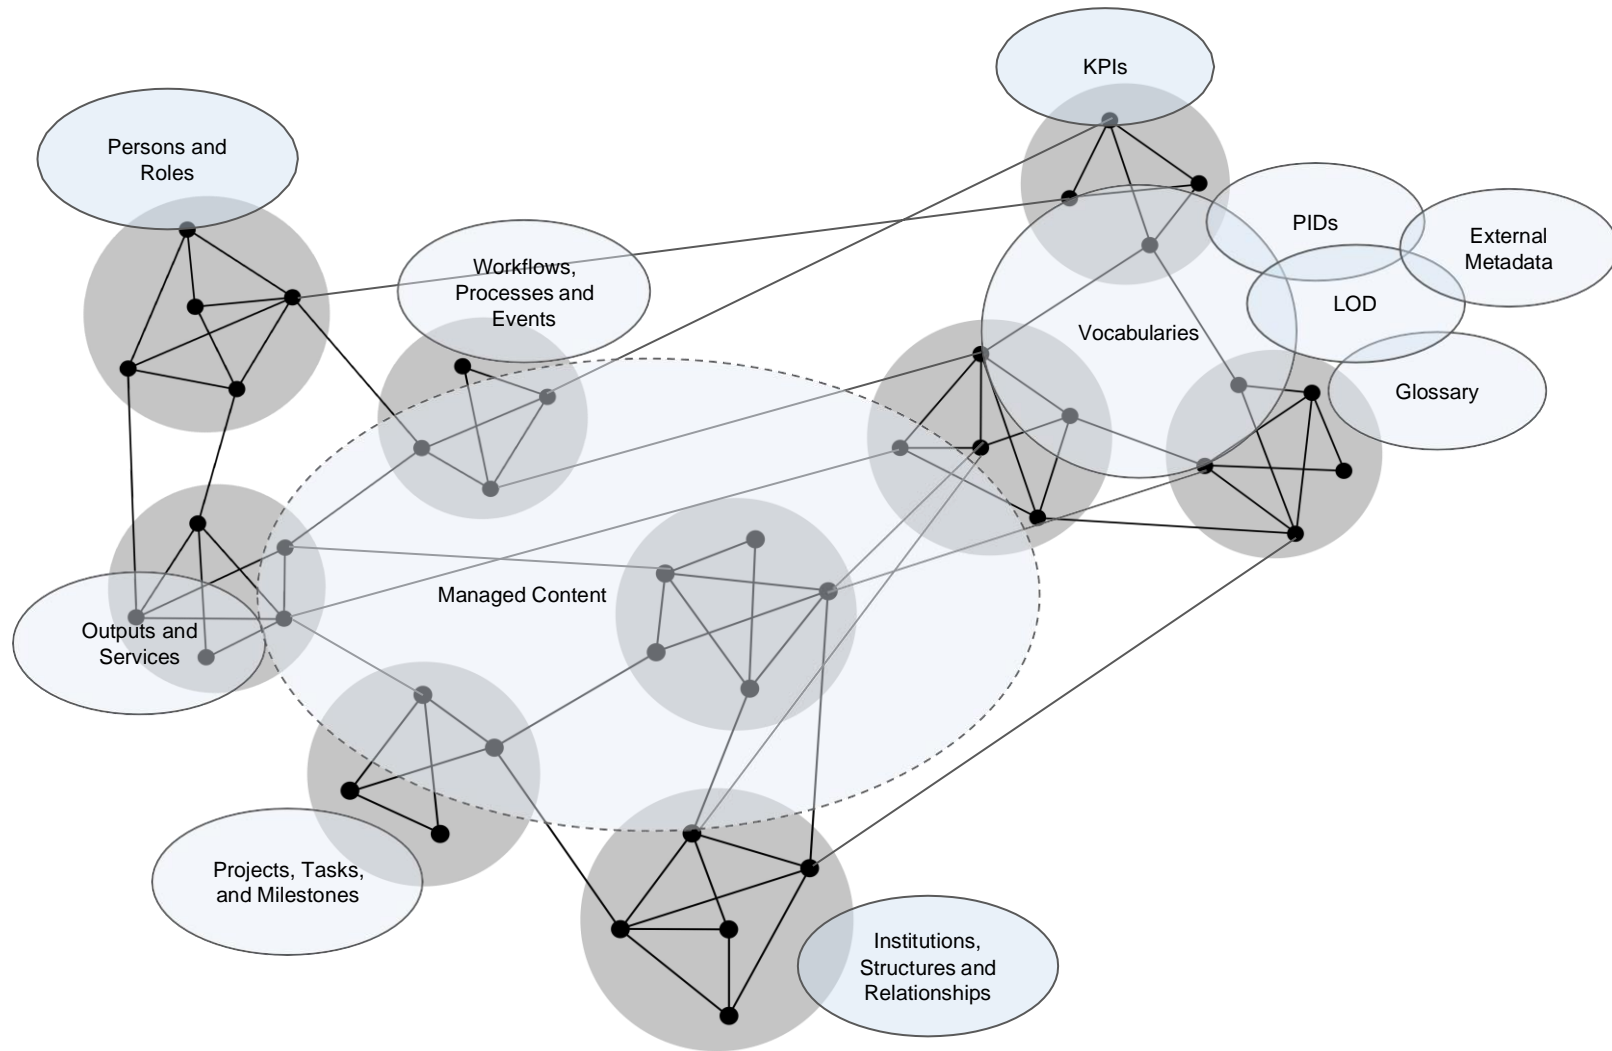 KPIs
Persons and
Roles
PIDs
External
Metadata
Workflows,
Processes and
Events
LOD
Vocabularies
Glossary
Managed Content
Outputs and
Services
Projects, Tasks,
and Milestones
Institutions,
Structures and
Relationships